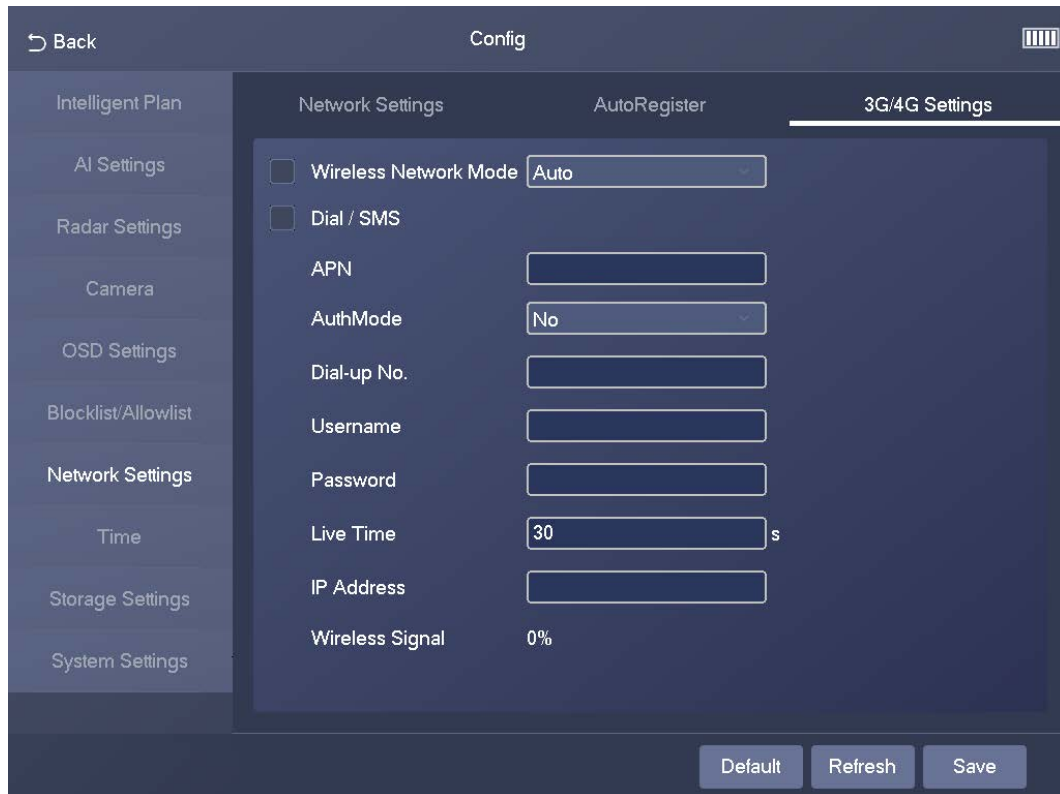 Back
Config
Intelligent Plan
AI Settings
Radar Settings
Camera
OSD Settings
Blocklist/Allowlist
Network Settings
Time
Storage Settings
System Settings
Network Settings
AutoRegister
3G/4G Settings
Wireless Network Mode Auto
Dial / SMS
APN
AuthMode No
Dial-up No.
Username
Password
Live Time 30 s
IP Address
Wireless Signal 0%
Default
Refresh
Save